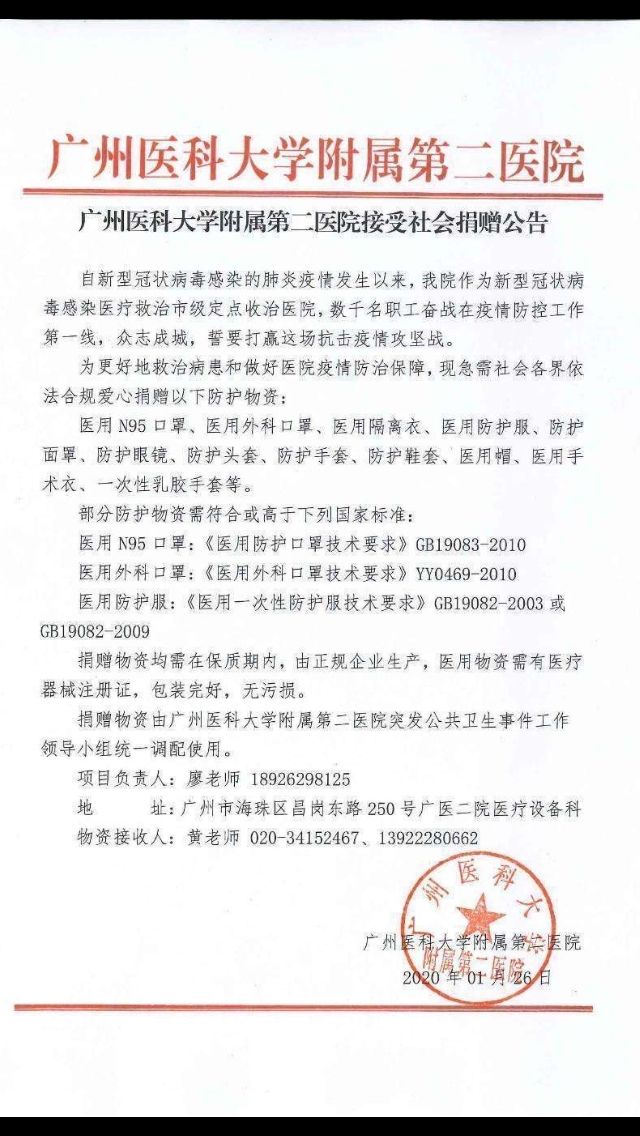 广州医科大学附属第二医院
广州医科大学附属第二医院接受社会捐赠公告
自新型冠状病毒感染的肺炎疫情发生以来，我院作为新型冠状病
毒感染医疗救治市级定点收治医院，数千名职工奋战在疫情防控工作
第一线，众志成城，誓要打赢这场抗击疫情攻坚战。
为更好地救治病患和做好医院疫情防治保障，现急需社会各界依
法合规爱心捐赠以下防护物资：
医用 N95 口罩、医用外科口罩、医用隔离衣、医用防护服、防护
面罩、防护眼镜、防护头套、防护手套、防护鞋套、医用帽、医用手
术衣、一次性乳胶手套等。
部分防护物资需符合或高于下列国家标准：
医用 N95 口罩：《医用防护口罩技术要求》GB19083-2010
医用外科口罩：《医用外科口罩技术要求》YY0469-2010
医用防护服：《医用一次性防护服技术要求》GB19082-2003 或
GB19082-2009
捐赠物资均需在保质期内，由正规企业生产，医用物资需有医疗
器械注册证，包装完好，无污损。
捐赠物资由广州医科大学附属第二医院突发公共卫生事件工作
领导小组统一调配使用。
项目负责人：廖老师 18926298125
地 址：广州市海珠区昌岗东路 250 号广医二院医疗设备科
物资接收人：黄老师 020-34152467、13922280662
广州医科大学附属第二医院
2020 年 01 月 26 日
广州医科大学
附属第二医院